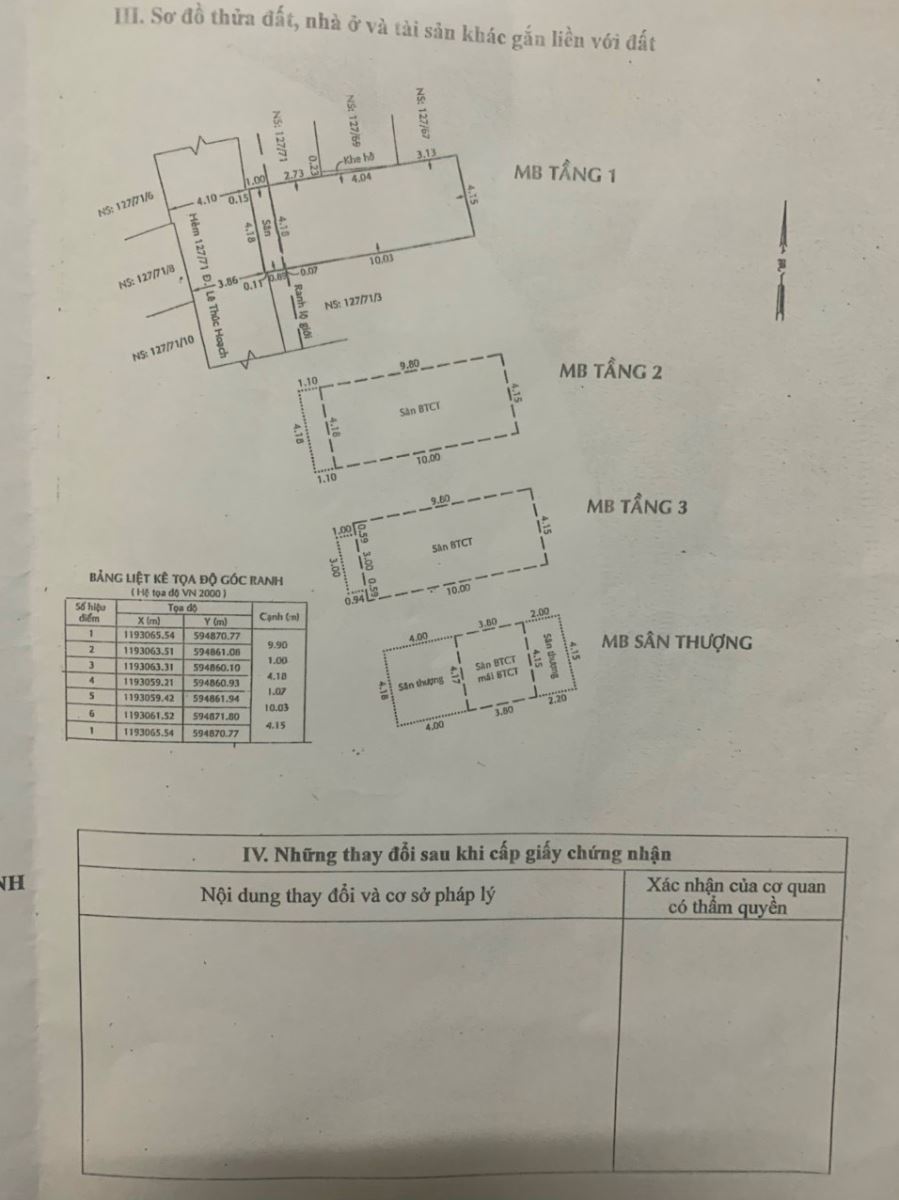 III. Sơ đồ thửa đất, nhà ở và tài sản khác gắn liền với đất
NS: 127/71
NS: 127/69
NS: 127/67
MB TẦNG 1
1.00
2.73
0.23
Khe hở
4.04
3.13
4.15
NS: 127/71/6
4.10
0.15
4.18
Sân
4.18
10.03
Hẻm 127/71 Đ. Lê Thúc Hoạch
NS: 127/71/8
3.86
0.11
0.89
0.07
Ranh lộ giới
NS: 127/71/3
NS: 127/71/10
MB TẦNG 2
1.10
9.80
4.18
4.18
Sàn BTCT
4.15
1.10
10.00
MB TẦNG 3
9.80
1.00
0.59
3.00
3.00
Sàn BTCT
4.15
0.59
0.94
10.00
MB SÂN THƯỢNG
4.00
3.80
2.00
4.18
Sân thượng
4.17
Sàn BTCT
mái BTCT
4.15
Sân thượng
4.15
4.00
3.80
2.20
BẢNG LIỆT KÊ TỌA ĐỘ GÓC RANH
( Hệ tọa độ VN 2000 )
Số hiệu điểm Tọa độ Cạnh (m)
X (m) Y (m)
1 1193065.54 594870.77
9.90
2 1193063.51 594861.08
1.00
3 1193063.31 594860.10
4.18
4 1193059.21 594860.93
1.07
5 1193059.42 594861.94
10.03
6 1193061.52 594871.80
4.15
1 1193065.54 594870.77
NH
IV. Những thay đổi sau khi cấp giấy chứng nhận
Nội dung thay đổi và cơ sở pháp lý
Xác nhận của cơ quan
có thẩm quyền